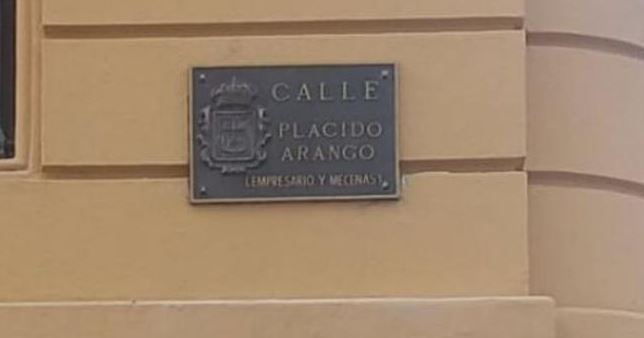 CALLE
PLACIDO
ARANGO
(EMPRESARIO Y MECENAS)